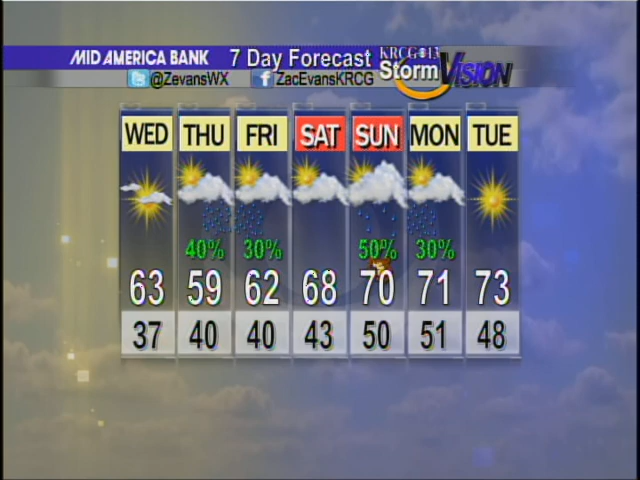 MID AMERICA BANK 7 Day Forecast KRCG 13
Storm VISION
@ZevansWX ZacEvansKRCG
WED THU FRI SAT SUN MON TUE
40% 30% 50% 30%
63 59 62 68 70 71 73
37 40 40 43 50 51 48